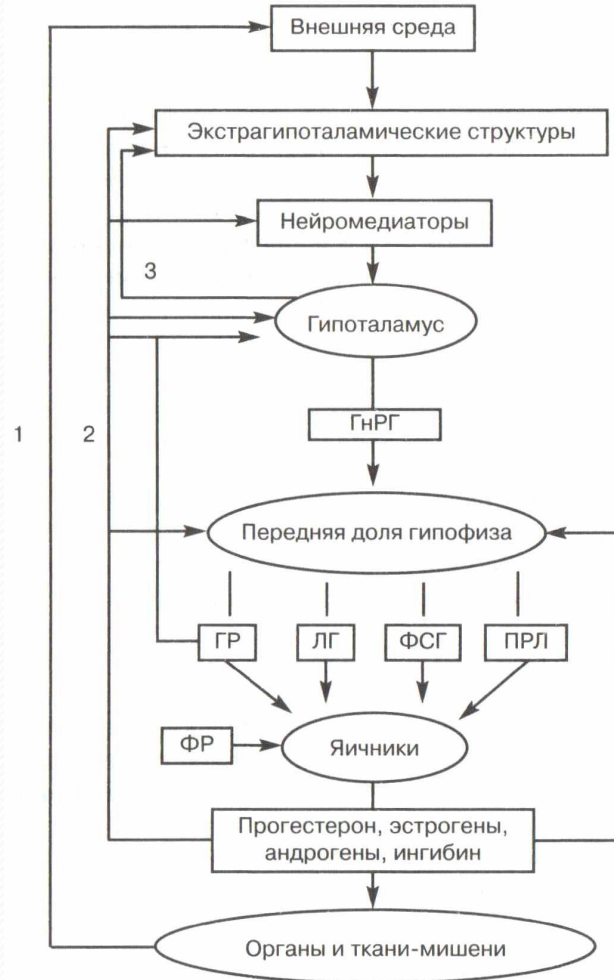 Внешняя среда
Экстрагипоталамические структуры
Нейромедиаторы
3
Гипоталамус
ГнРГ
1
2
Передняя доля гипофиза
ГР
ЛГ
ФСГ
ПРЛ
ФР
Яичники
Прогестерон, эстрогены,
андрогены, ингибин
Органы и ткани-мишени